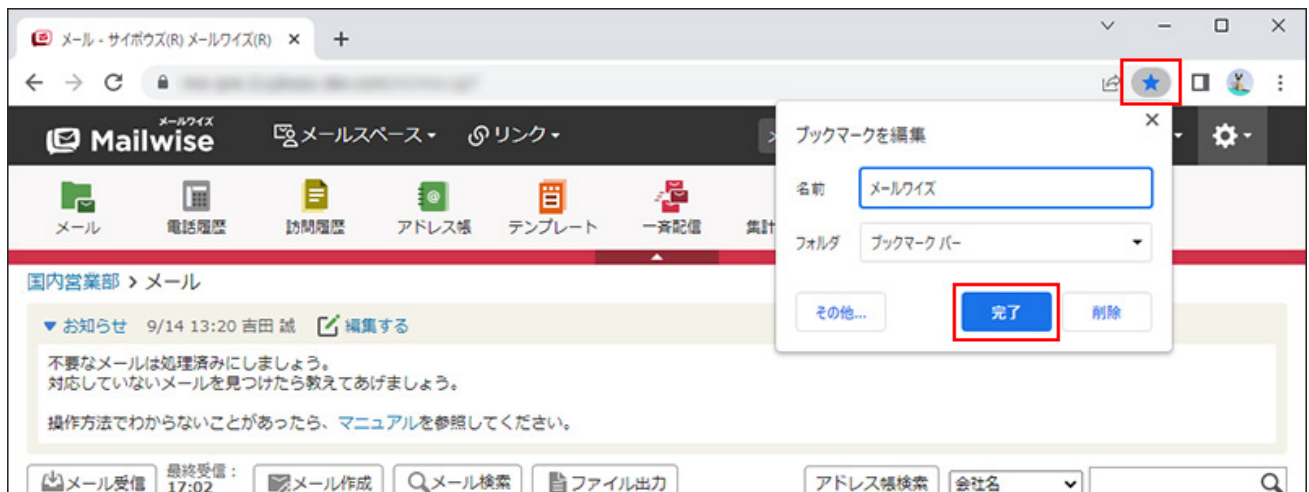 メール - サイボウズ(R) メールワイズ(R)
メールワイズ
Mailwise
メールスペース
リンク
メール
電話履歴
訪問履歴
アドレス帳
テンプレート
一斉配信
集計
ブックマークを編集
名前 メールワイズ
フォルダ ブックマーク バー
その他... 完了 削除
国内営業部 > メール
お知らせ 9/14 13:20 吉田 誠 編集する
不要なメールは処理済みにしましょう。
対応していないメールを見つけたら教えてあげましょう。
操作方法でわからないことがあったら、マニュアルを参照してください。
メール受信 最終受信：
17:02
メール作成 メール検索 ファイル出力 アドレス帳検索 会社名